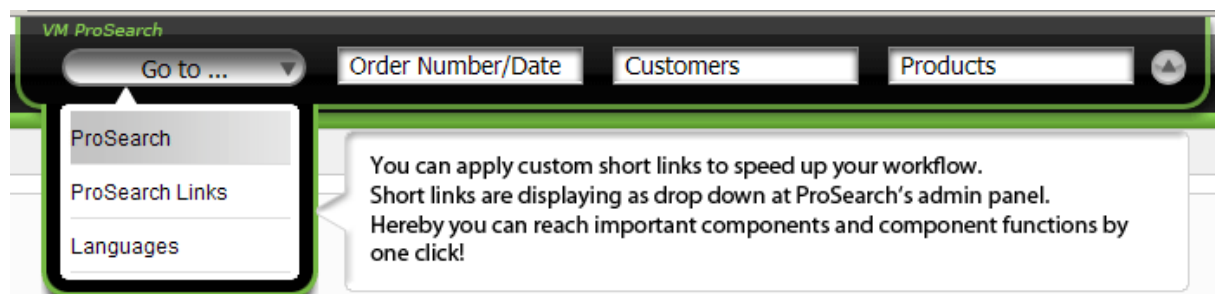 VM ProSearch
Go to ...
Order Number/Date
Customers
Products
ProSearch
ProSearch Links
Languages
You can apply custom short links to speed up your workflow.
Short links are displaying as drop down at ProSearch's admin panel.
Hereby you can reach important components and component functions by
one click!